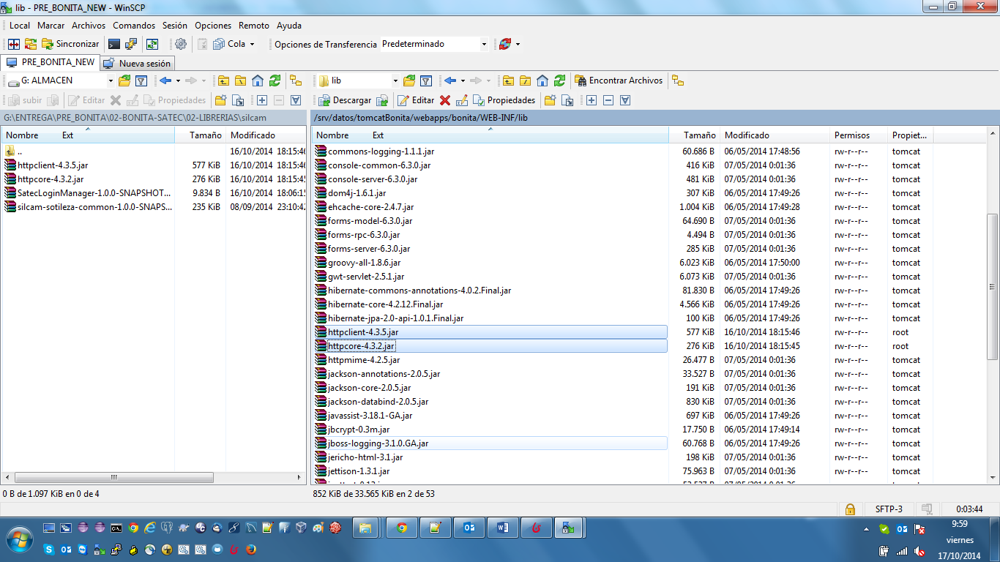 lib - PRE_BONITA_NEW - WinSCP
Local Marcar Archivos Comandos Sesión Opciones Remoto Ayuda
Sincronizar Cola Opciones de Transferencia Predeterminado
PRE_BONITA_NEW Nueva sesión
G: ALMACEN lib Encontrar Archivos
subir Editar Propiedades Descargar Editar Propiedades
G:\ENTREGA\PRE_BONITA\02-BONITA-SATEC\02-LIBRERIAS\silcam /srv/datos/tomcatBonita/webapps/bonita/WEB-INF/lib
Nombre Ext Tamaño Modificado
.. 16/10/2014 18:15:46
httpclient-4.3.5.jar 577 KiB 16/10/2014 18:15:46
httpcore-4.3.2.jar 276 KiB 16/10/2014 18:15:45
SatecLoginManager-1.0.0-SNAPSHOT... 9.834 B 16/10/2014 18:06:15
silcam-sotileza-common-1.0.0-SNAPS... 235 KiB 08/09/2014 23:10:42
Nombre Ext Tamaño Modificado Permisos Propiet...
commons-logging-1.1.1.jar 60.686 B 06/05/2014 17:48:56 rw-r--r-- tomcat
console-common-6.3.0.jar 416 KiB 07/05/2014 0:01:36 rw-r--r-- tomcat
console-server-6.3.0.jar 481 KiB 07/05/2014 0:01:36 rw-r--r-- tomcat
dom4j-1.6.1.jar 307 KiB 06/05/2014 17:49:26 rw-r--r-- tomcat
ehcache-core-2.4.7.jar 1.004 KiB 06/05/2014 17:49:28 rw-r--r-- tomcat
forms-model-6.3.0.jar 64.690 B 07/05/2014 0:01:36 rw-r--r-- tomcat
forms-rpc-6.3.0.jar 4.494 B 07/05/2014 0:01:36 rw-r--r-- tomcat
forms-server-6.3.0.jar 285 KiB 07/05/2014 0:01:36 rw-r--r-- tomcat
groovy-all-1.8.6.jar 6.023 KiB 06/05/2014 17:50:00 rw-r--r-- tomcat
gwt-servlet-2.5.1.jar 6.073 KiB 07/05/2014 0:01:36 rw-r--r-- tomcat
hibernate-commons-annotations-4.0.2.Final.jar 81.830 B 06/05/2014 17:49:26 rw-r--r-- tomcat
hibernate-core-4.2.12.Final.jar 4.566 KiB 06/05/2014 17:49:26 rw-r--r-- tomcat
hibernate-jpa-2.0-api-1.0.1.Final.jar 100 KiB 06/05/2014 17:49:26 rw-r--r-- tomcat
httpclient-4.3.5.jar 577 KiB 16/10/2014 18:15:46 rw-r--r-- root
httpcore-4.3.2.jar 276 KiB 16/10/2014 18:15:45 rw-r--r-- root
httpmime-4.2.5.jar 26.477 B 07/05/2014 0:01:36 rw-r--r-- tomcat
jackson-annotations-2.0.5.jar 33.527 B 07/05/2014 0:01:36 rw-r--r-- tomcat
jackson-core-2.0.5.jar 191 KiB 07/05/2014 0:01:36 rw-r--r-- tomcat
jackson-databind-2.0.5.jar 830 KiB 07/05/2014 0:01:36 rw-r--r-- tomcat
javassist-3.18.1-GA.jar 697 KiB 06/05/2014 17:49:26 rw-r--r-- tomcat
jbcrypt-0.3m.jar 17.750 B 06/05/2014 17:49:14 rw-r--r-- tomcat
jboss-logging-3.1.0.GA.jar 60.768 B 06/05/2014 17:49:26 rw-r--r-- tomcat
jericho-html-3.1.jar 198 KiB 07/05/2014 0:01:36 rw-r--r-- tomcat
jettison-1.3.1.jar 75.963 B 07/05/2014 0:01:36 rw-r--r-- tomcat
0 B de 1.097 KiB en 0 de 4 852 KiB de 33.565 KiB en 2 de 53
SFTP-3 0:03:44
9:59
viernes
17/10/2014